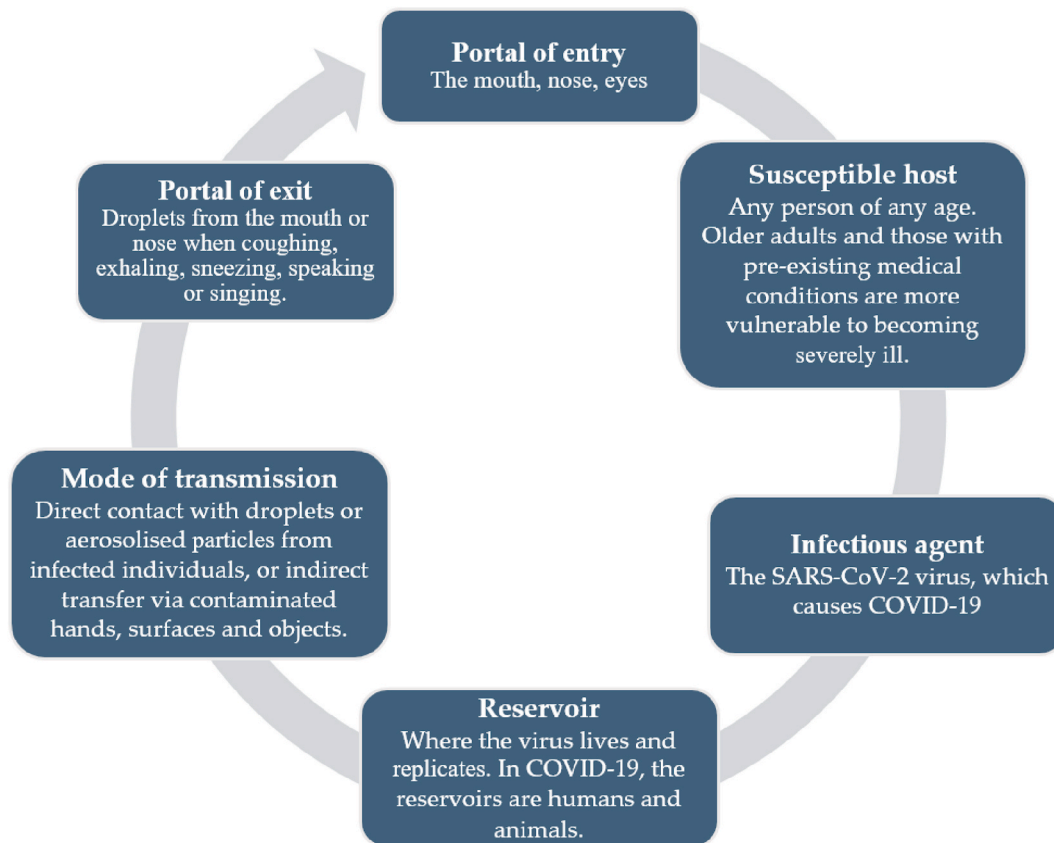 Portal of entry
The mouth, nose, eyes
Susceptible host
Any person of any age.
Older adults and those with
pre-existing medical
conditions are more
vulnerable to becoming
severely ill.
Infectious agent
The SARS-CoV-2 virus, which
causes COVID-19
Reservoir
Where the virus lives and
replicates. In COVID-19, the
reservoirs are humans and
animals.
Mode of transmission
Direct contact with droplets or
aerosolised particles from
infected individuals, or indirect
transfer via contaminated
hands, surfaces and objects.
Portal of exit
Droplets from the mouth or
nose when coughing,
exhaling, sneezing, speaking
or singing.